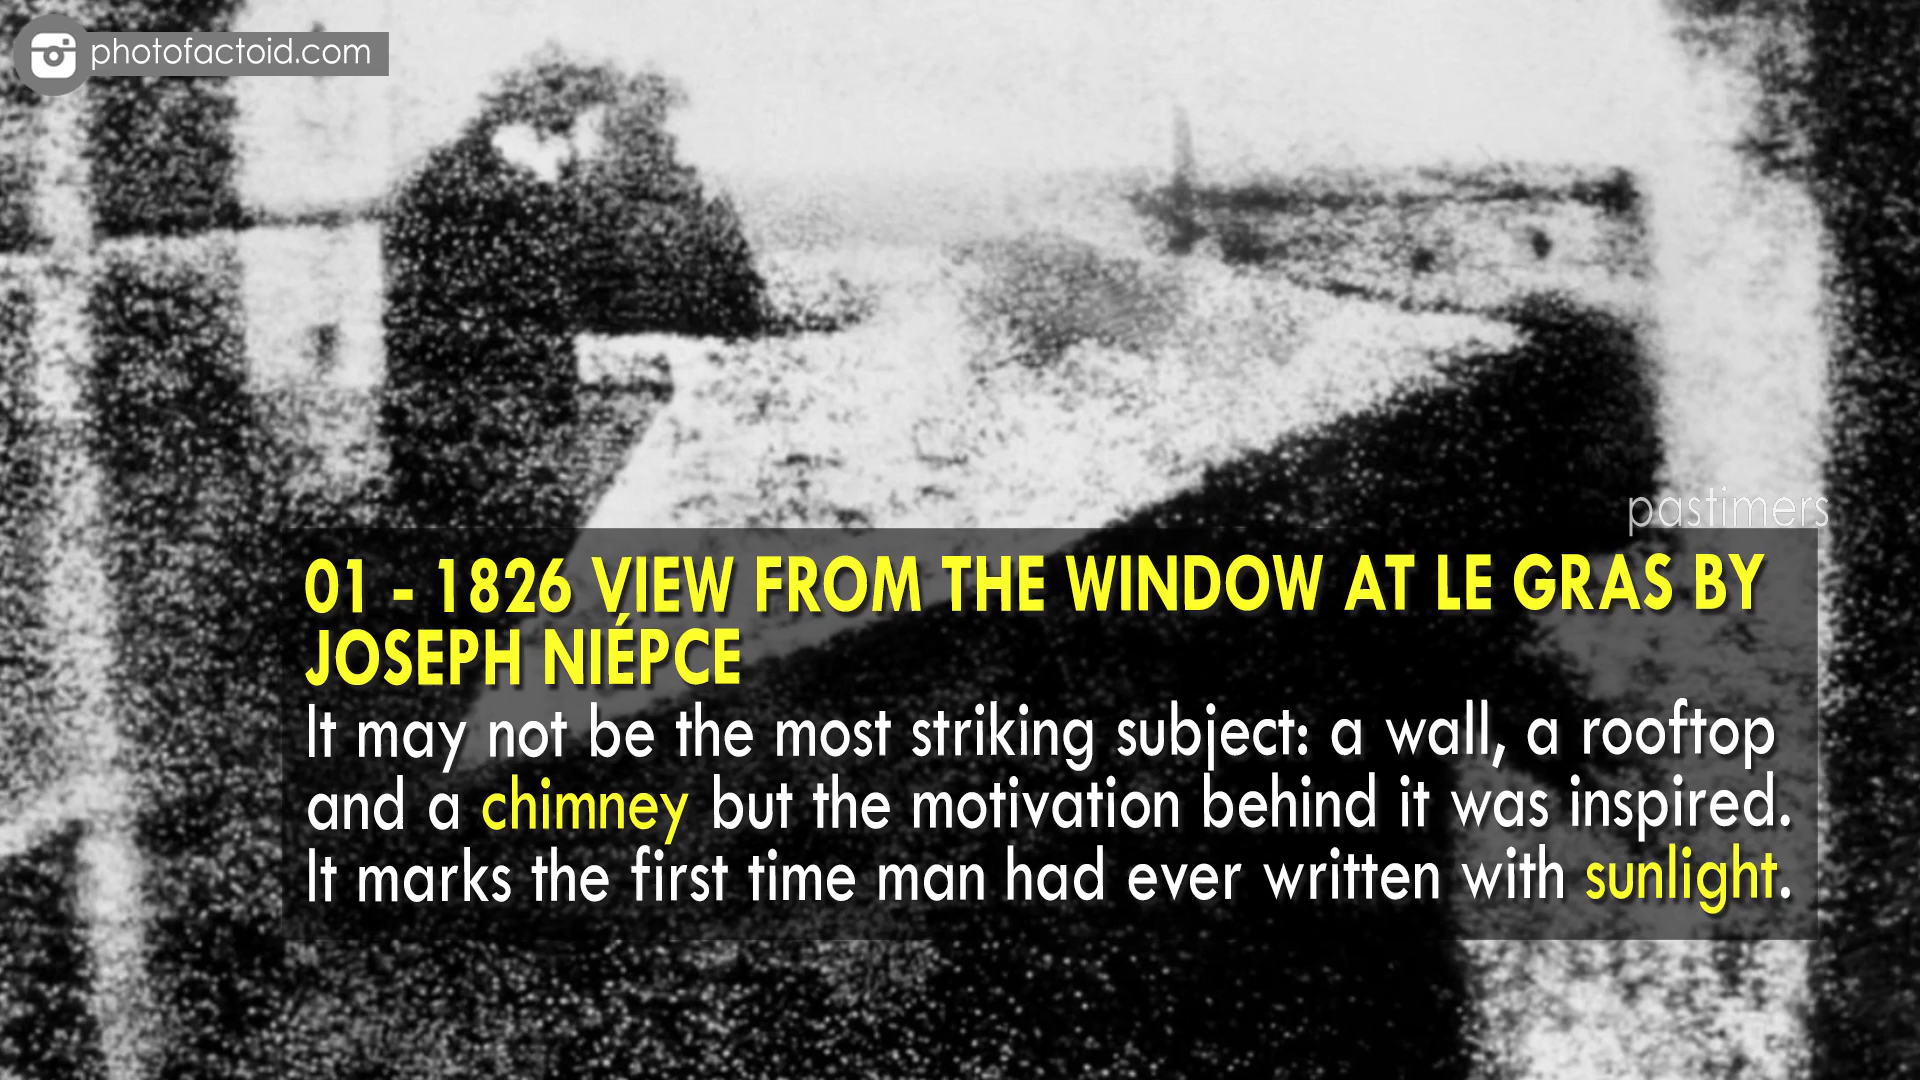 photofactoid.com
pastimers
01 - 1826 VIEW FROM THE WINDOW AT LE GRAS BY
JOSEPH NIÉPCE
It may not be the most striking subject: a wall, a rooftop
and a chimney but the motivation behind it was inspired.
It marks the first time man had ever written with sunlight.